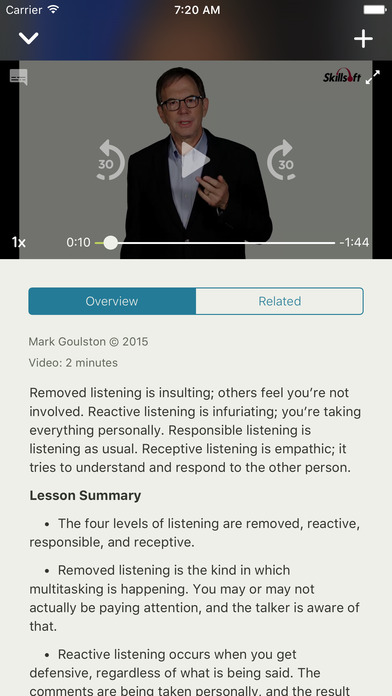 Carrier 7:20 AM
Skillsoft
30 30
1x 0:10 -1:44
Overview Related
Mark Goulston © 2015
Video: 2 minutes
Removed listening is insulting; others feel you’re not
involved. Reactive listening is infuriating; you’re taking
everything personally. Responsible listening is
listening as usual. Receptive listening is empathic; it
tries to understand and respond to the other person.
Lesson Summary
• The four levels of listening are removed, reactive,
responsible, and receptive.
• Removed listening is the kind in which
multitasking is happening. You may or may not
actually be paying attention, and the talker is aware of
that.
• Reactive listening occurs when you get
defensive, regardless of what is being said. The
comments are being taken personally, and the result